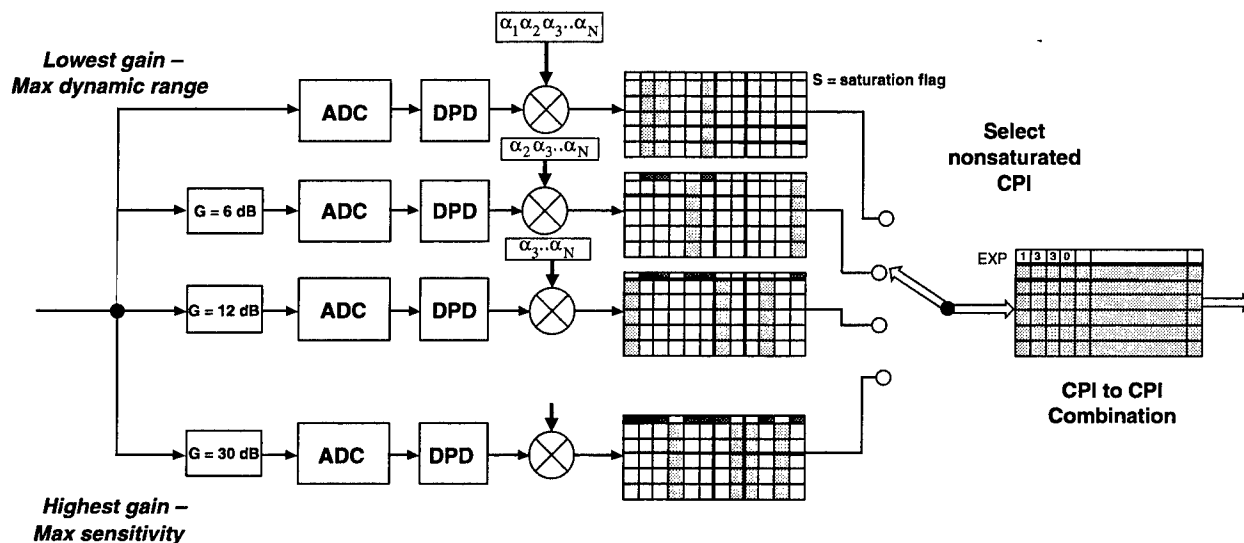 α1α2α3..αN
Lowest gain –
Max dynamic range
ADC
DPD
S = saturation flag
Select
nonsaturated
CPI
α2α3..αN
G = 6 dB
ADC
DPD
α3..αN
EXP
1 3 3 0
G = 12 dB
ADC
DPD
CPI to CPI
Combination
G = 30 dB
ADC
DPD
Highest gain –
Max sensitivity